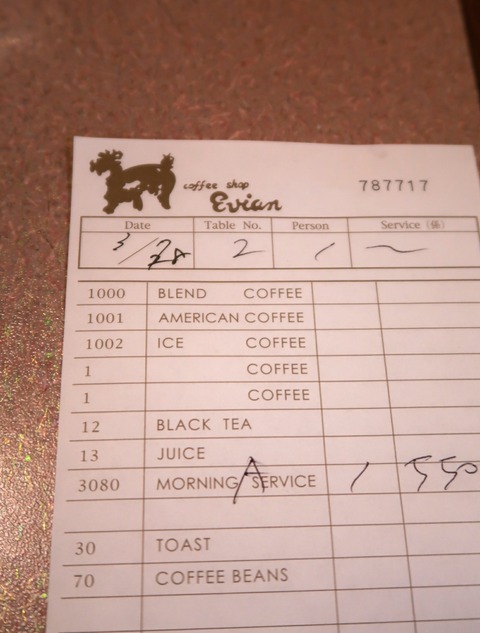 coffee shop 787717
Evian
Date Table No. Person Service (係)
3/28 2 1 ~
1000 BLEND COFFEE
1001 AMERICAN COFFEE
1002 ICE COFFEE
1 COFFEE
1 COFFEE
12 BLACK TEA
13 JUICE
3080 MORNING A SERVICE 1 550
30 TOAST
70 COFFEE BEANS